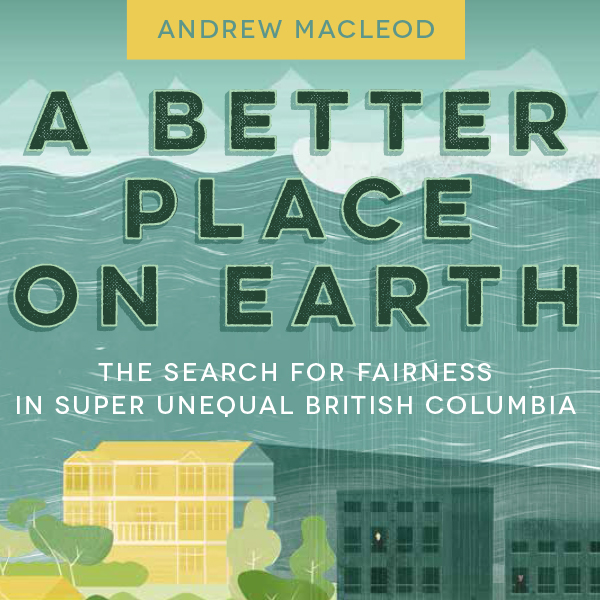 ANDREW MACLEOD
A BETTER
PLACE
ON EARTH
THE SEARCH FOR FAIRNESS
IN SUPER UNEQUAL BRITISH COLUMBIA